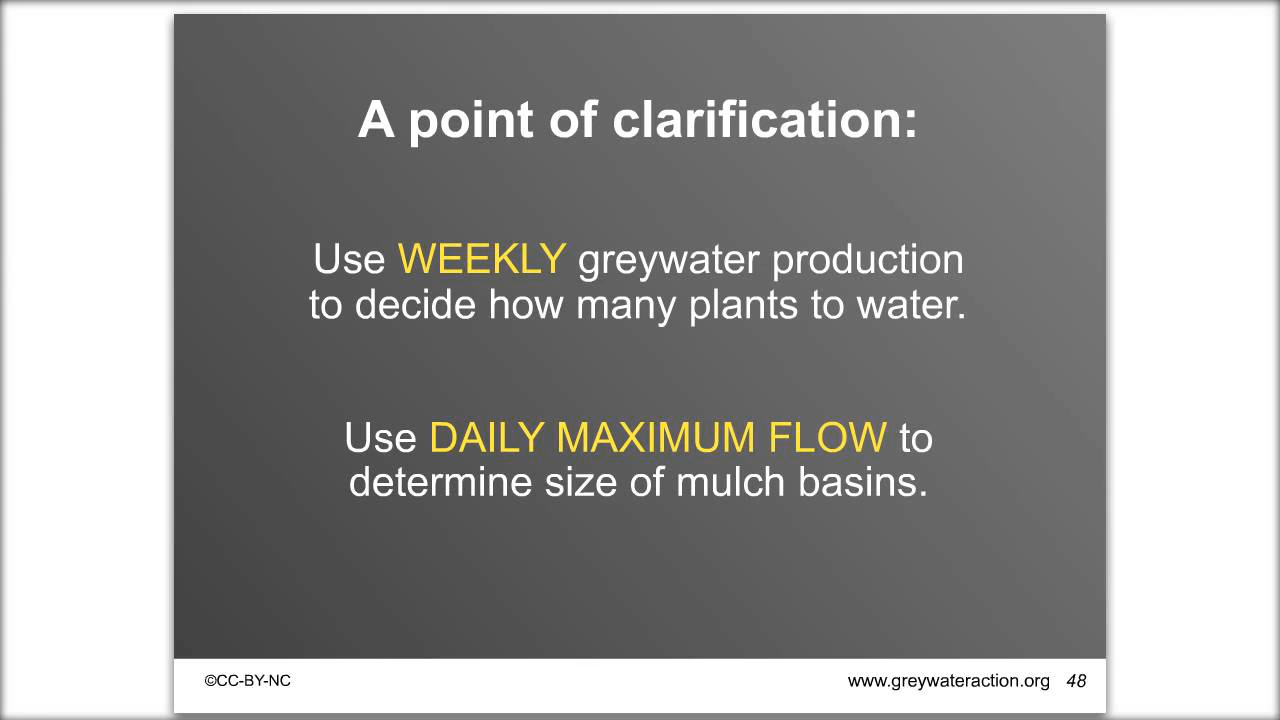 A point of clarification:
Use WEEKLY greywater production
to decide how many plants to water.
Use DAILY MAXIMUM FLOW to
determine size of mulch basins.
©CC-BY-NC
www.greywateraction.org 48